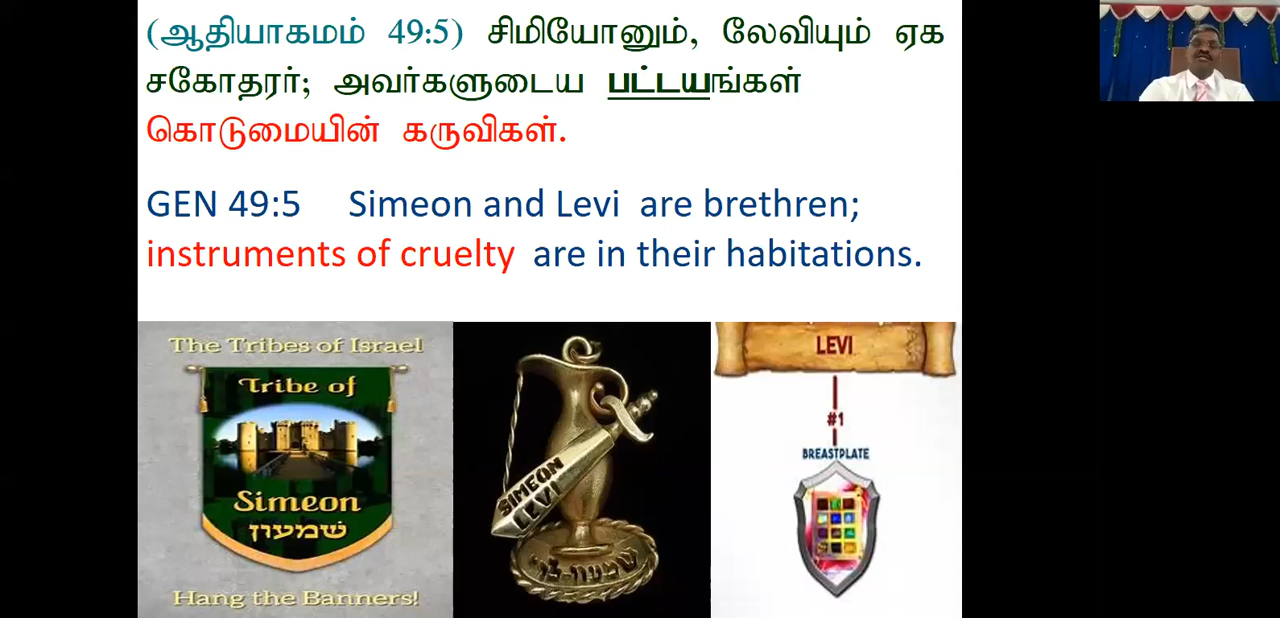 (ஆதியாகமம் 49:5) சிமியோனும், லேவியும் ஏக
சகோதரர்; அவர்களுடைய பட்டயங்கள்
கொடுமையின் கருவிகள்.
GEN 49:5 Simeon and Levi are brethren;
instruments of cruelty are in their habitations.
The Tribes of Israel
Tribe of
Simeon
שמעון
Hang the Banners!
SIMEON
LEVI
שמעון-לוי
LEVI
#1
BREASTPLATE